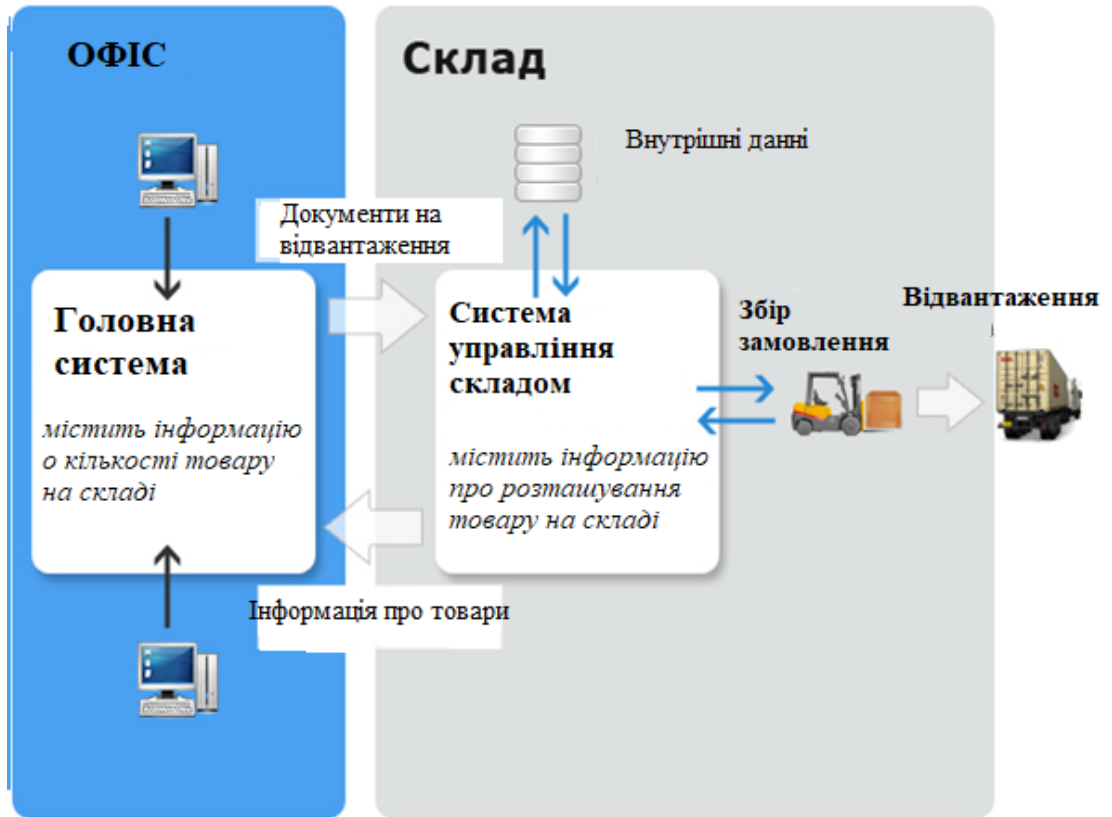 ОФІС
Склад
Внутрішні данні
Документи на
відвантаження
Головна
система
містить інформацію
о кількості товару
на складі
Система
управління
складом
містить інформацію
про розташування
товару на складі
Збір
замовлення
Відвантаження
Інформація про товари